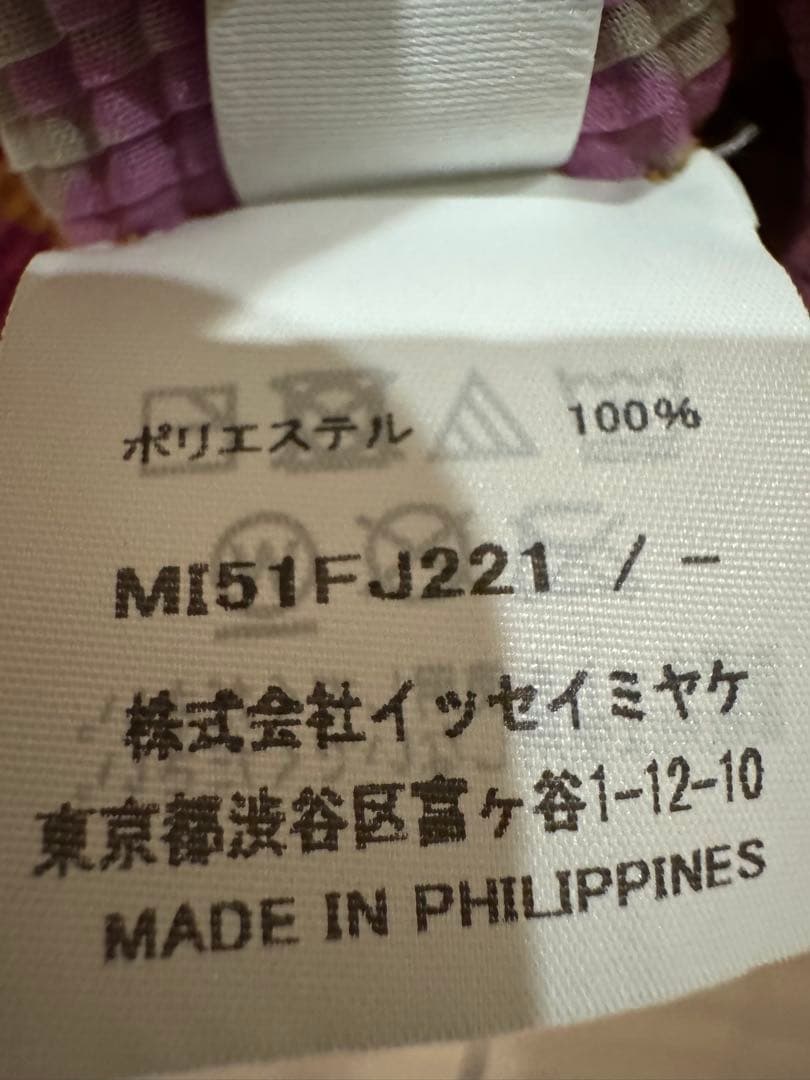 ポリエステル 100%
MI51FJ221 / -
株式会社イッセイミヤケ
東京都渋谷区富ヶ谷1-12-10
MADE IN PHILIPPINES